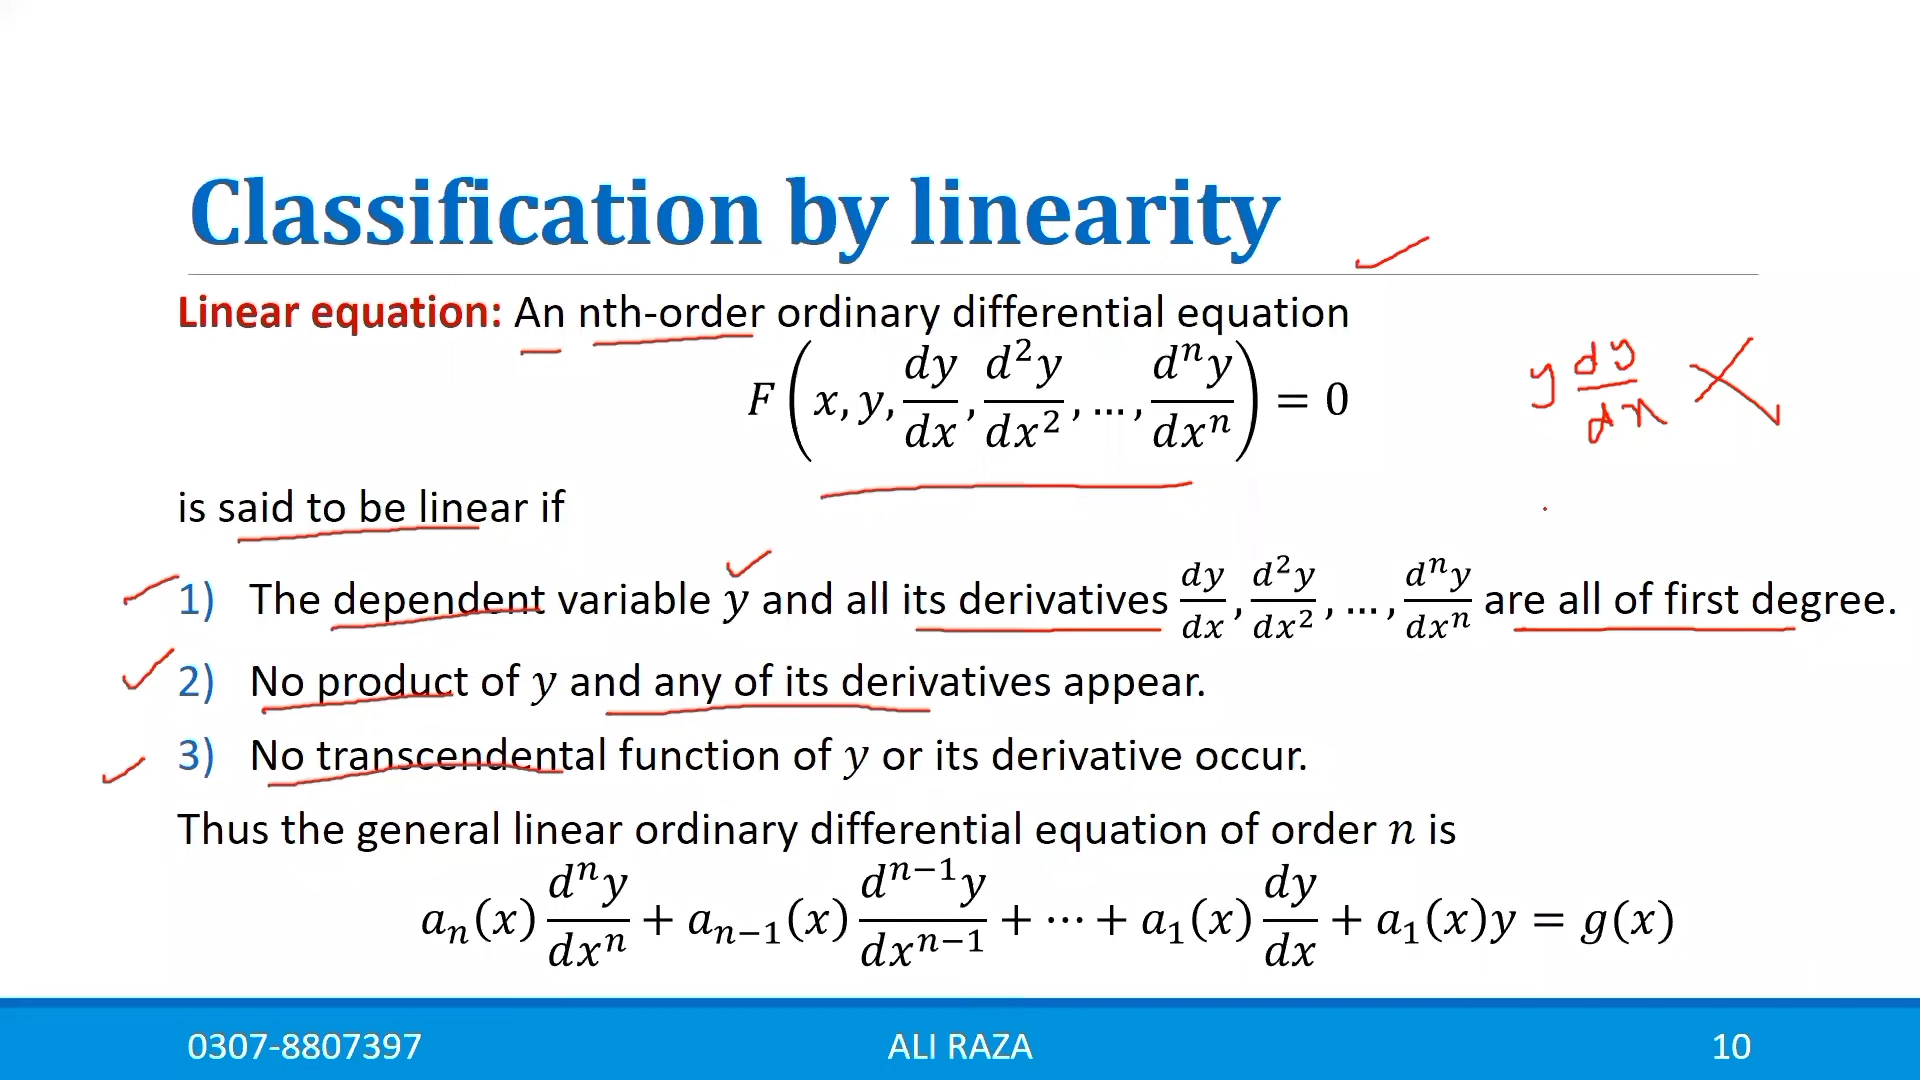 Classification by linearity
Linear equation: An nth-order ordinary differential equation
F(x, y, dy/dx, d²y/dx², …, dⁿy/dxⁿ) = 0
y dy/dx
is said to be linear if
1) The dependent variable y and all its derivatives dy/dx, d²y/dx², …, dⁿy/dxⁿ are all of first degree.
2) No product of y and any of its derivatives appear.
3) No transcendental function of y or its derivative occur.
Thus the general linear ordinary differential equation of order n is
aₙ(x) dⁿy/dxⁿ + aₙ₋₁(x) dⁿ⁻¹y/dxⁿ⁻¹ + ⋯ + a₁(x) dy/dx + a₁(x)y = g(x)
0307-8807397 ALI RAZA 10